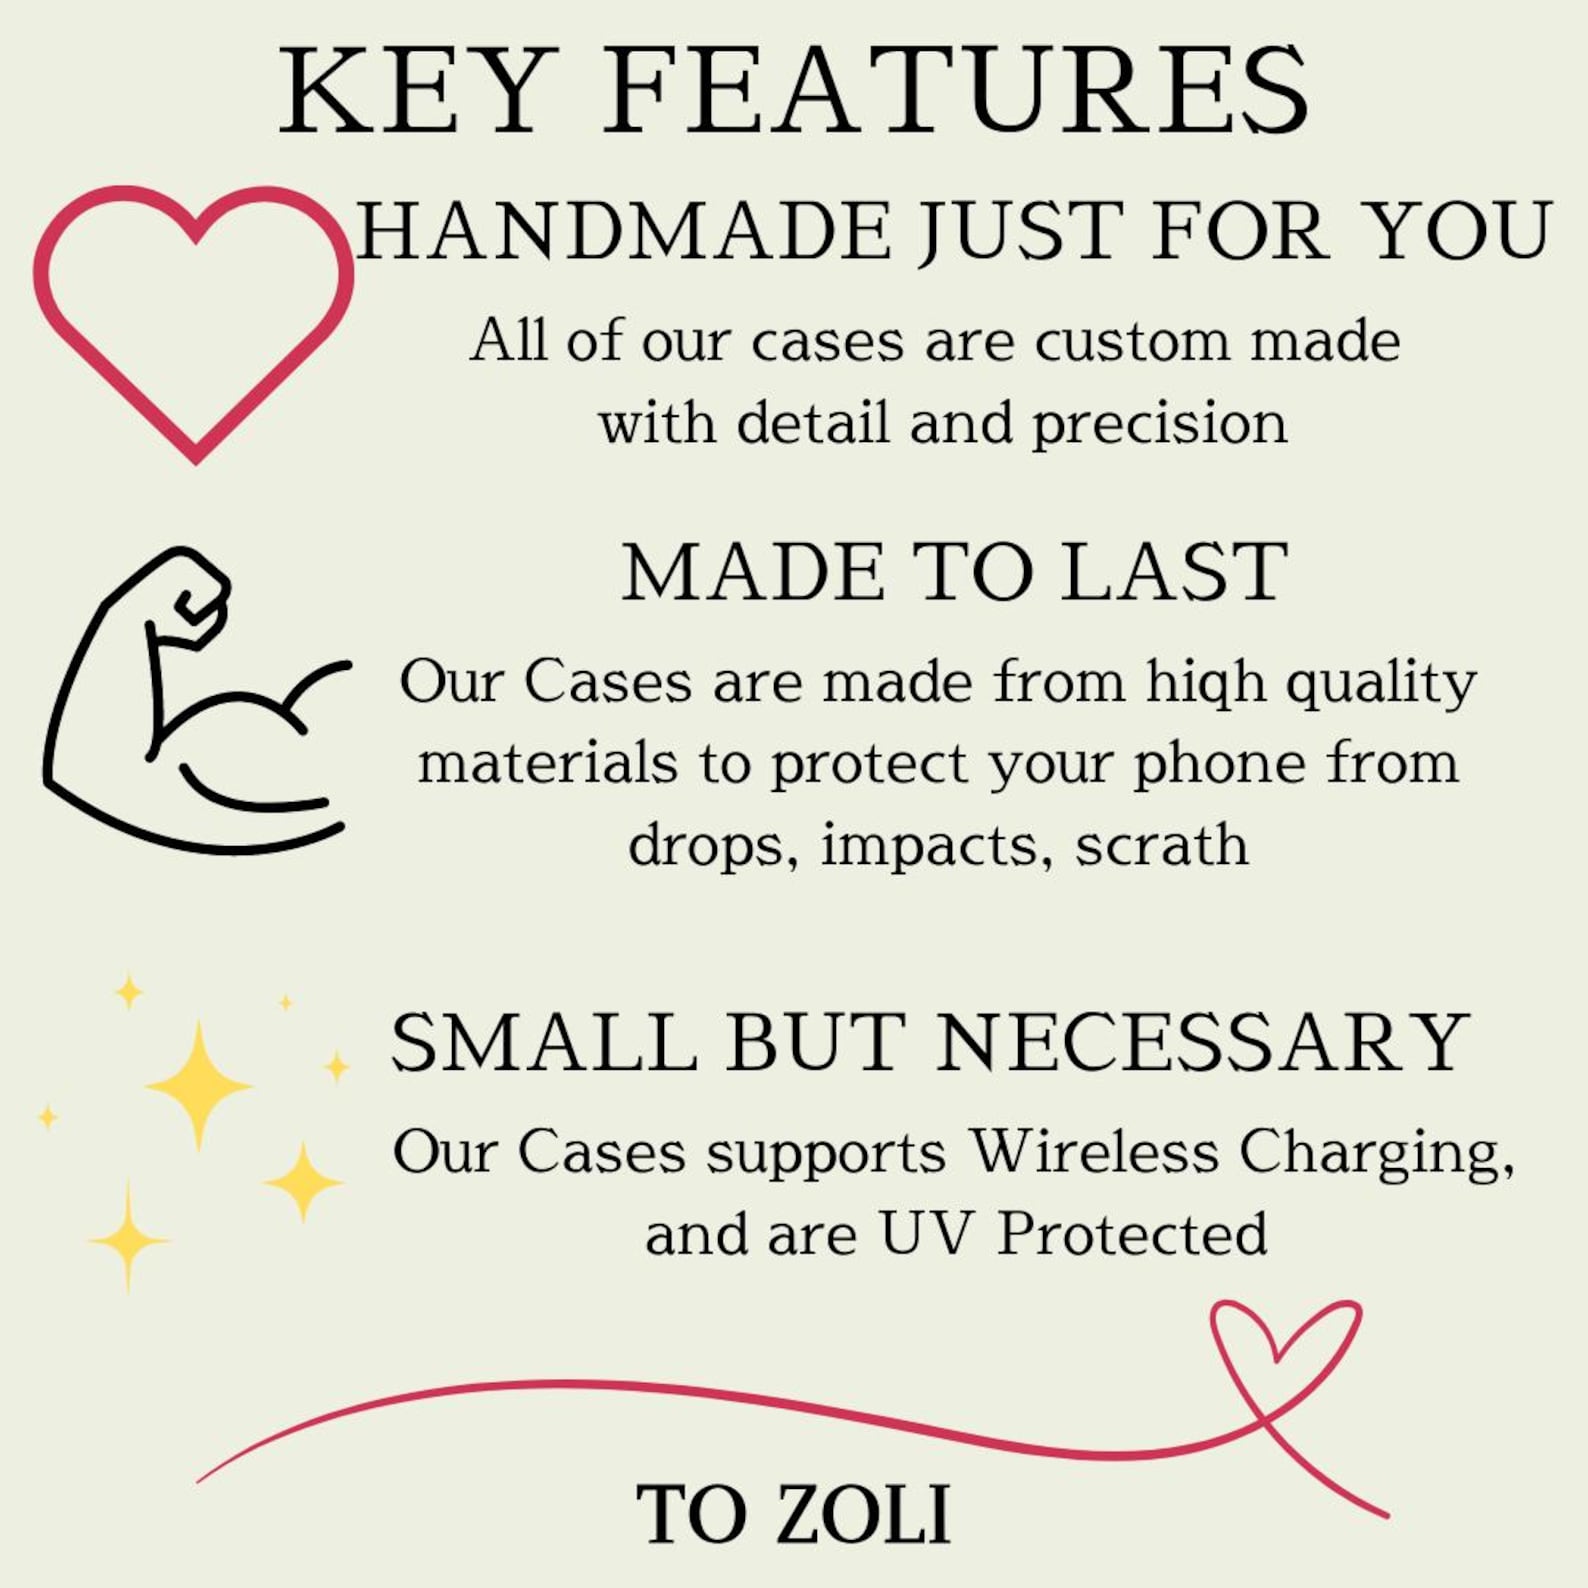 KEY FEATURES
HANDMADE JUST FOR YOU
All of our cases are custom made
with detail and precision
MADE TO LAST
Our Cases are made from hiqh quality
materials to protect your phone from
drops, impacts, scrath
SMALL BUT NECESSARY
Our Cases supports Wireless Charging,
and are UV Protected
TO ZOLI